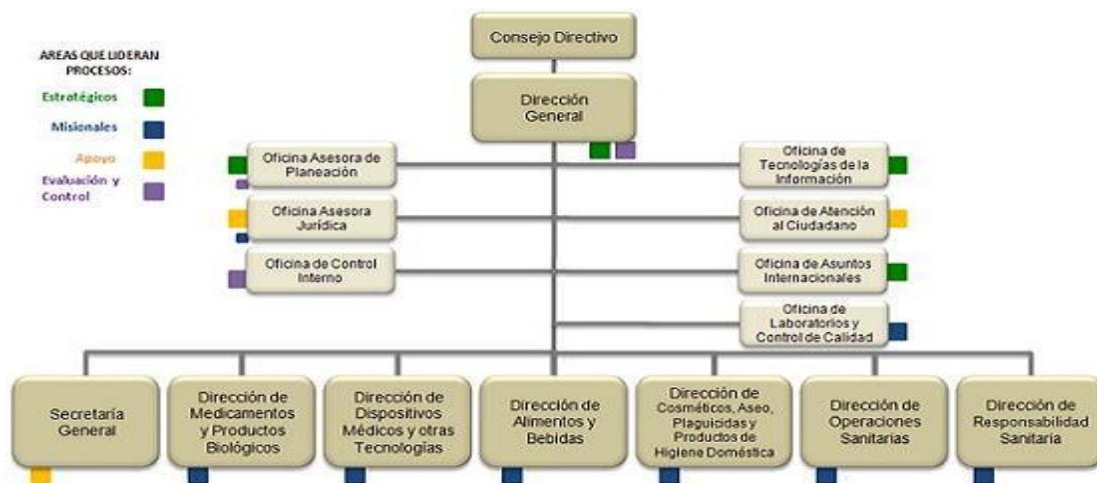 Consejo Directivo
AREAS QUE LIDERAN
PROCESOS:
Estratégicos
Misionales
Apoyo
Evaluación y
Control
Dirección
General
Oficina Asesora de
Planeación
Oficina de
Tecnologías de la
Información
Oficina Asesora
Jurídica
Oficina de Atención
al Ciudadano
Oficina de Control
Interno
Oficina de Asuntos
Internacionales
Oficina de
Laboratorios y
Control de Calidad
Secretaría
General
Dirección de
Medicamentos
y Productos
Biológicos
Dirección de
Dispositivos
Médicos y otras
Tecnologías
Dirección de
Alimentos y
Bebidas
Dirección de
Cosméticos, Aseo,
Plaguicidas y
Productos de
Higiene Doméstica
Dirección de
Operaciones
Sanitarias
Dirección de
Responsabilidad
Sanitaria